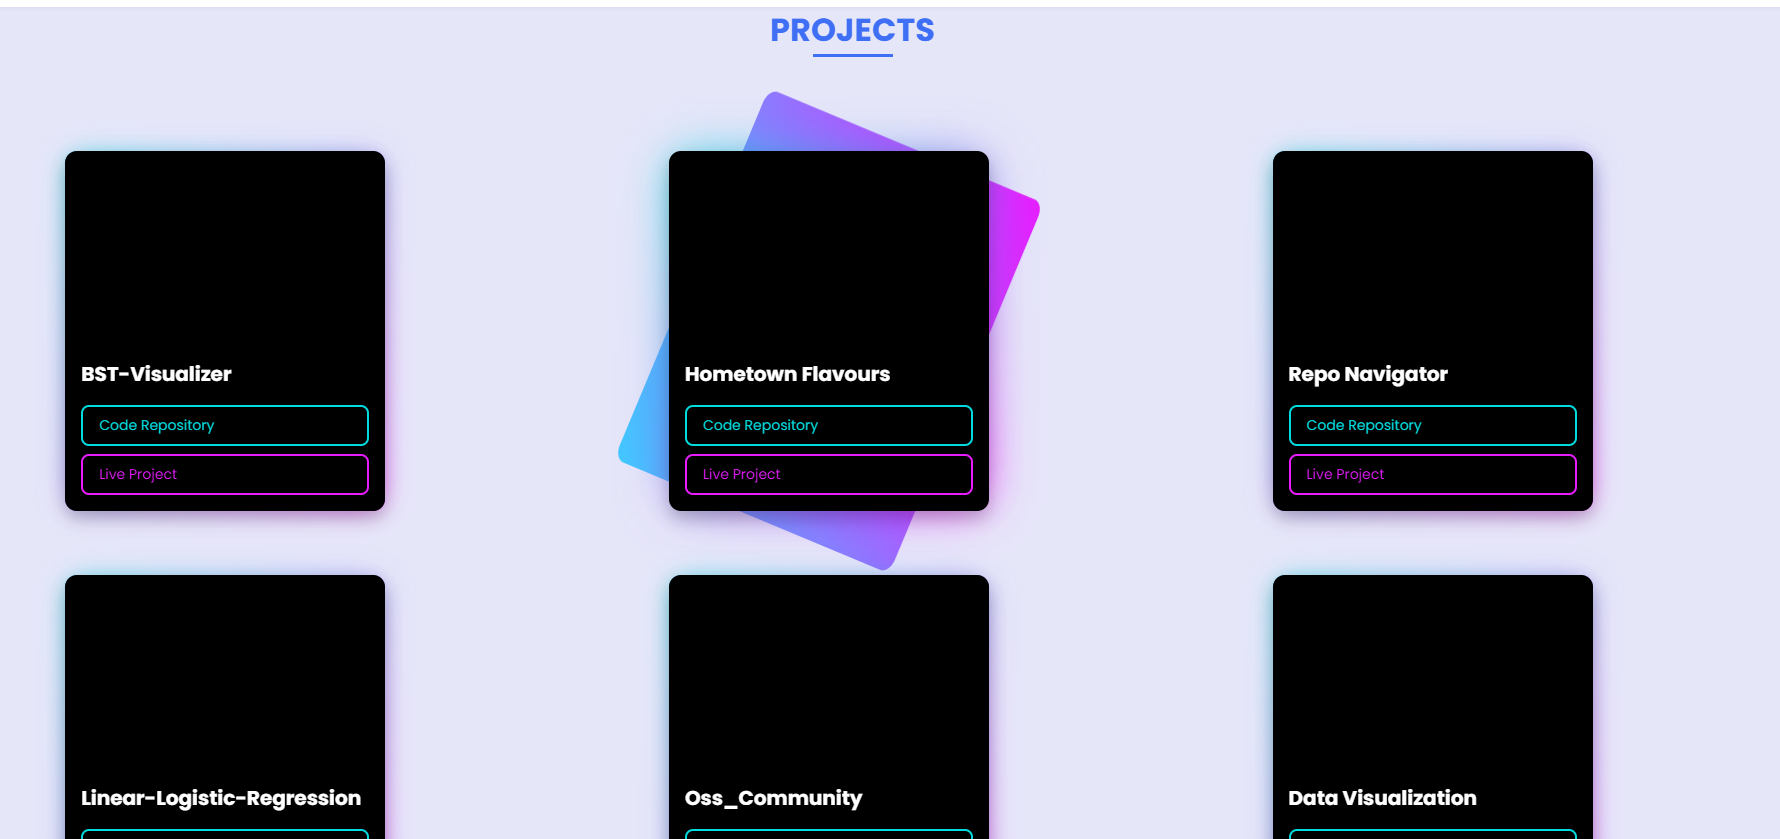 PROJECTS
BST-Visualizer
Code Repository
Live Project
Hometown Flavours
Code Repository
Live Project
Repo Navigator
Code Repository
Live Project
Linear-Logistic-Regression
Oss_Community
Data Visualization